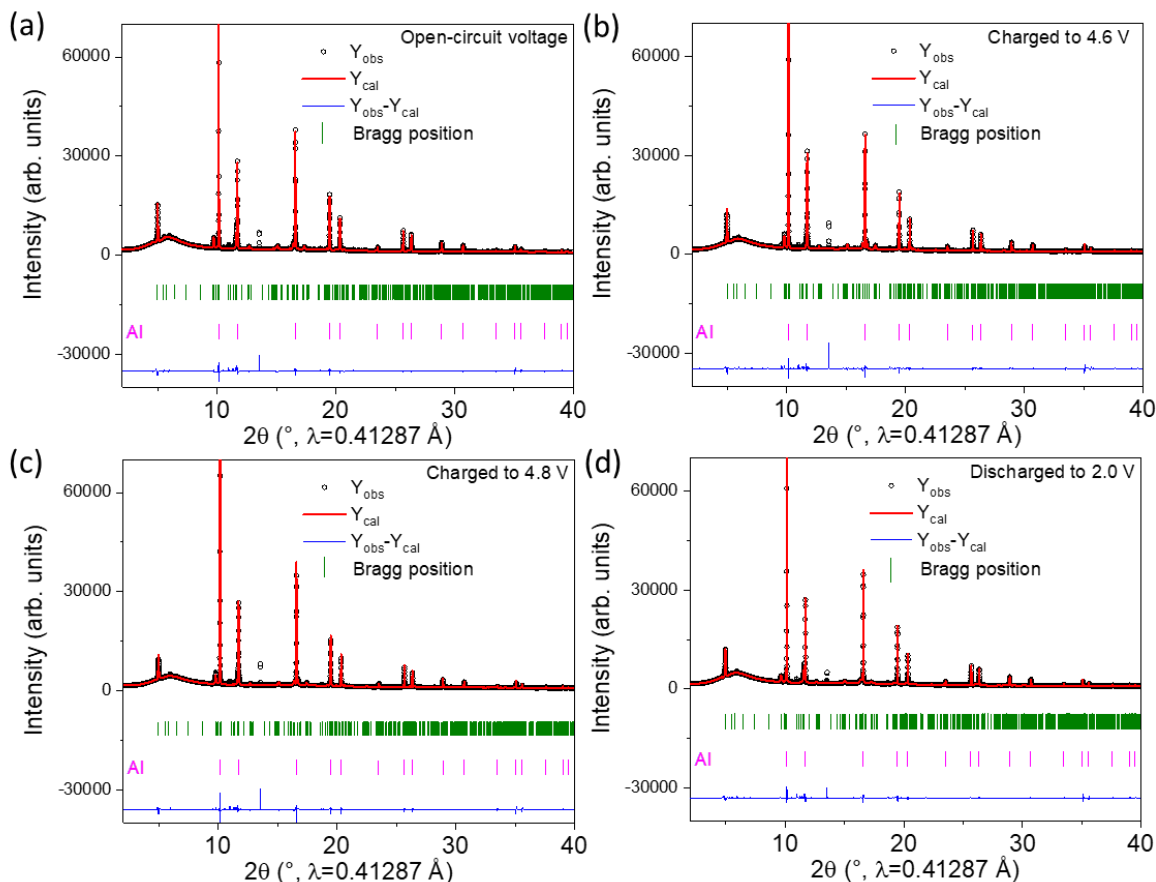 (a)
Open-circuit voltage
Y_obs
Y_cal
Y_obs-Y_cal
Bragg position
Al
60000
30000
0
-30000
Intensity (arb. units)
10 20 30 40
2θ (°, λ=0.41287 Å)
(b)
Charged to 4.6 V
Y_obs
Y_cal
Y_obs-Y_cal
Bragg position
Al
60000
30000
0
-30000
Intensity (arb. units)
10 20 30 40
2θ (°, λ=0.41287 Å)
(c)
Charged to 4.8 V
Y_obs
Y_cal
Y_obs-Y_cal
Bragg position
Al
60000
30000
0
-30000
Intensity (arb. units)
10 20 30 40
2θ (°, λ=0.41287 Å)
(d)
Discharged to 2.0 V
Y_obs
Y_cal
Y_obs-Y_cal
Bragg position
Al
60000
30000
0
-30000
Intensity (arb. units)
10 20 30 40
2θ (°, λ=0.41287 Å)